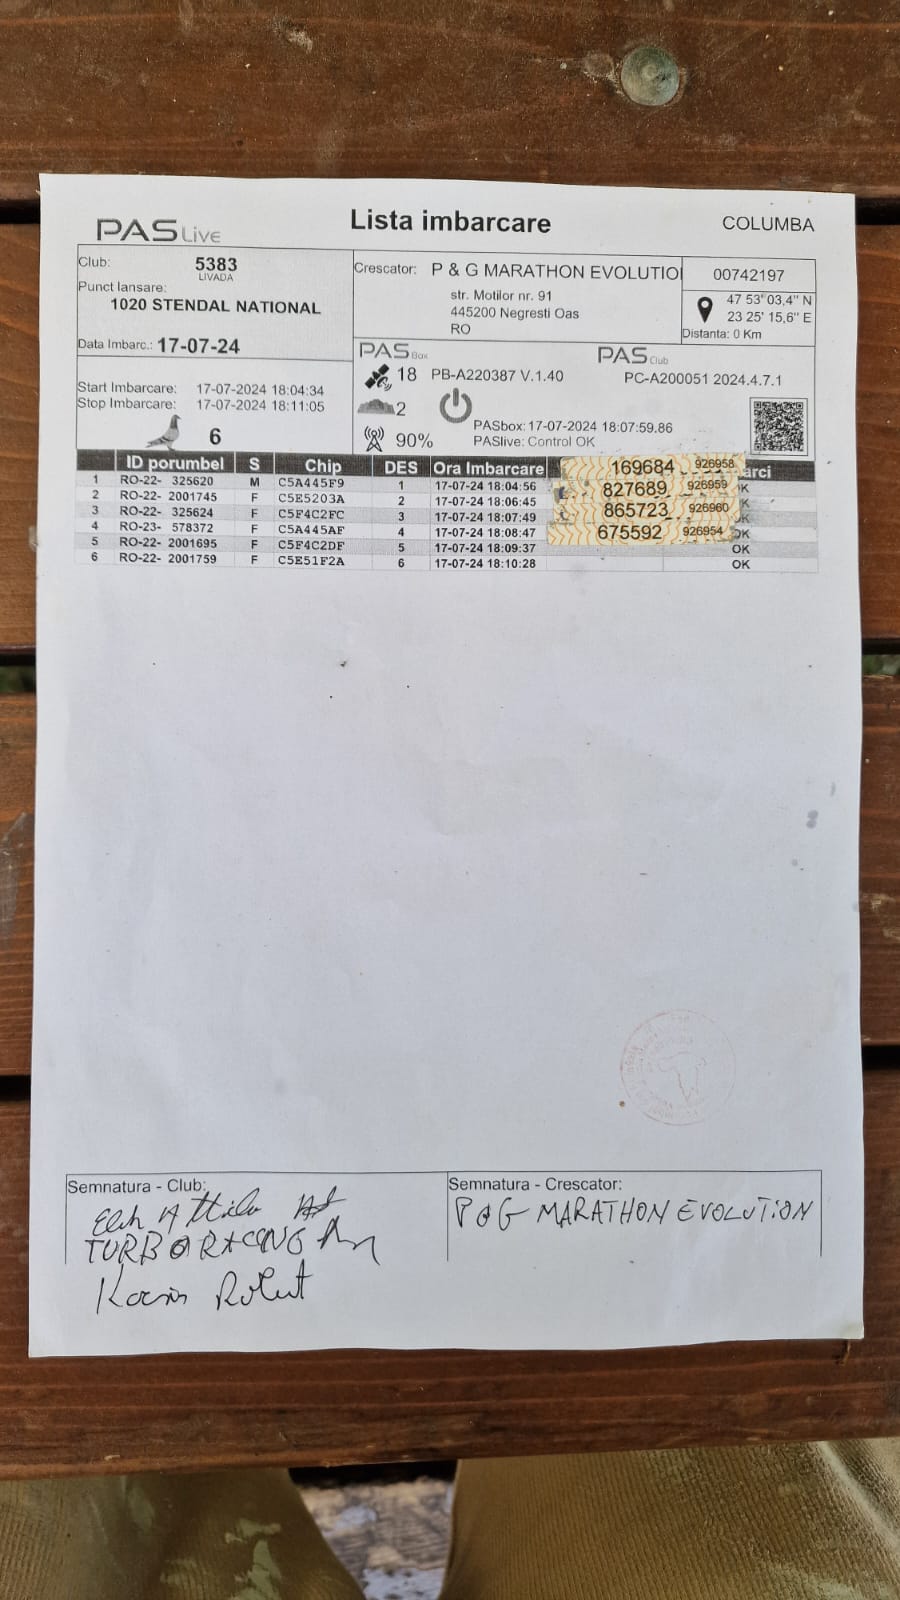 PAS Live
Lista imbarcare
COLUMBA
Club: 5383
LIVADA
Punct lansare:
1020 STENDAL NATIONAL
Data Imbarc.: 17-07-24
Start Imbarcare: 17-07-2024 18:04:34
Stop Imbarcare: 17-07-2024 18:11:05
6
Crescator: P & G MARATHON EVOLUTIO
str. Motilor nr. 91
445200 Negresti Oas
RO
00742197
47 53' 03,4" N
23 25' 15,6" E
Distanta: 0 Km
PAS Box
PAS Club
18 PB-A220387 V.1.40
PC-A200051 2024.4.7.1
2
PASbox: 17-07-2024 18:07:59.86
90% PASlive: Control OK
ID porumbel S Chip DES Ora Imbarcare arci
1 RO-22- 325620 M C5A445F9 1 17-07-24 18:04:56 K
2 RO-22- 2001745 F C5E5203A 2 17-07-24 18:06:45 K
3 RO-22- 325624 F C5F4C2FC 3 17-07-24 18:07:49 K
4 RO-23- 578372 F C5A445AF 4 17-07-24 18:08:47 OK
5 RO-22- 2001695 F C5F4C2DF 5 17-07-24 18:09:37 OK
6 RO-22- 2001759 F C5E51F2A 6 17-07-24 18:10:28 OK
169684 926958
827689 926959
865723 926960
675592 926954
Semnatura - Club:
Attila
TURBO RACING
Robert
Semnatura - Crescator:
P&G MARATHON EVOLUTION